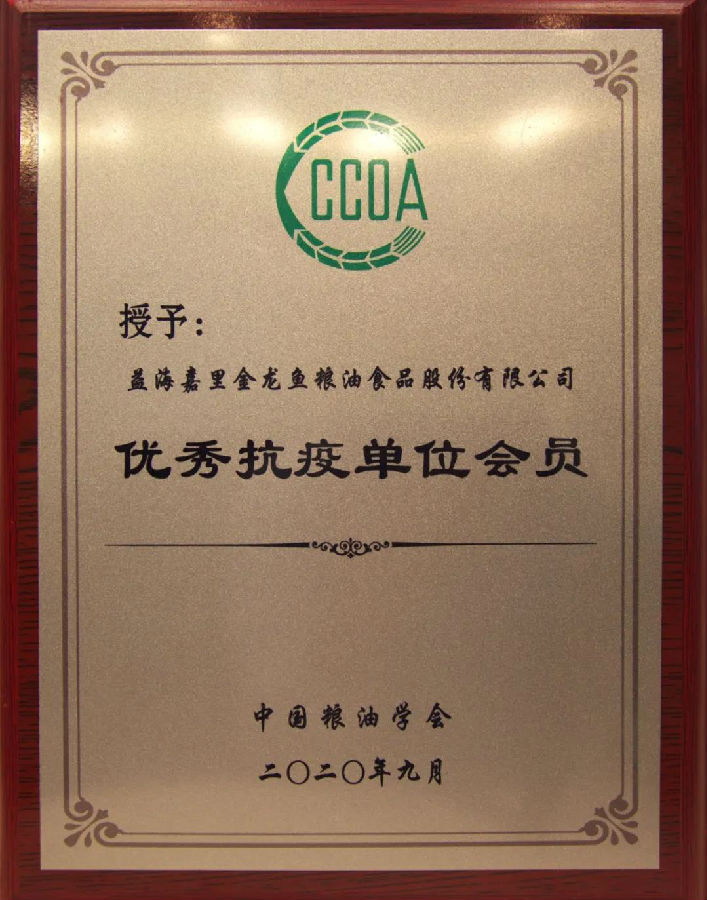 CCOA
授予：
益海嘉里金龙鱼粮油食品股份有限公司
优秀抗疫单位会员
中国粮油学会
二〇二〇年九月